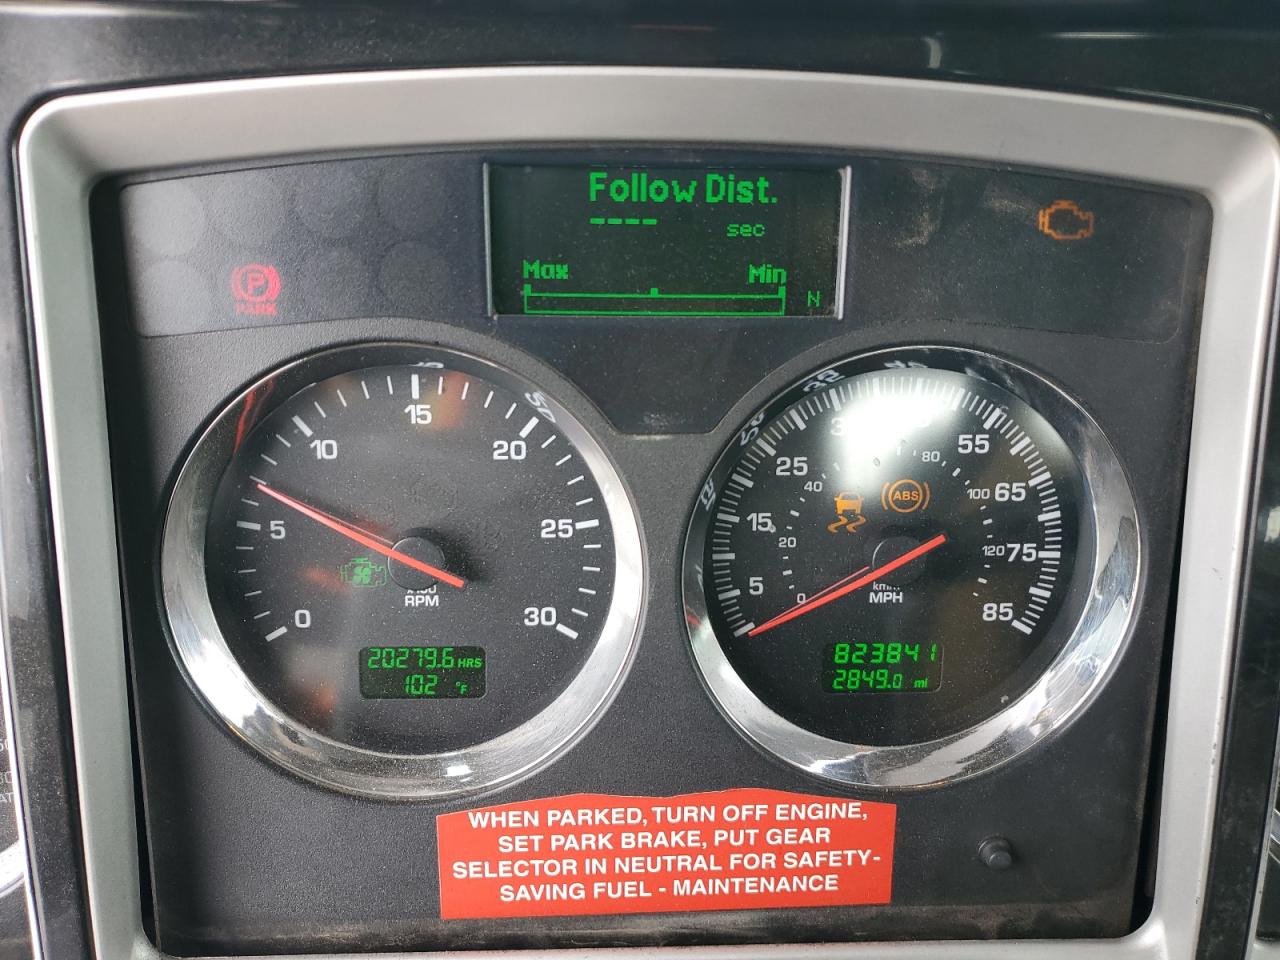 Follow Dist.
---- sec
Max Min
N
P
PARK
0
5
10
15
20
25
30
RPM
20279.6 HRS
102 °F
5
15
25
55
65
75
85
0
20
40
80
100
120
ABS
MPH
823841
2849.0 mi
WHEN PARKED, TURN OFF ENGINE,
SET PARK BRAKE, PUT GEAR
SELECTOR IN NEUTRAL FOR SAFETY-
SAVING FUEL - MAINTENANCE